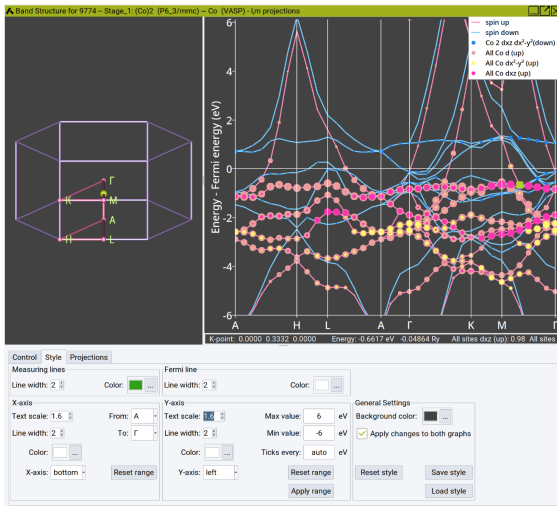 Band Structure for 9774 ~ Stage_1: (Co)2 (P6_3/mmc) ~ Co (VASP) - l,m projections
spin up
spin down
Co 2 dxz dx²-y²(down)
All Co d (up)
All Co dx²-y² (up)
All Co dxz (up)
Energy - Fermi energy (eV)
6
4
2
0
-2
-4
-6
A H L A Γ K M Γ
Γ
K M
A
H L
K-point: 0.0000 0.3332 0.0000 Energy: -0.6617 eV -0.04864 Ry All sites dxz (up): 0.98 All sites
Control Style Projections
Measuring lines
Line width: 2 Color: ...
Fermi line
Line width: 2 Color: ...
X-axis
Text scale: 1.6 From: A
Line width: 2 To: Γ
Color: ...
X-axis: bottom Reset range
Y-axis
Text scale: 1.6 Max value: 6 eV
Line width: 2 Min value: -6 eV
Color: ... Ticks every: auto eV
Y-axis: left Reset range
Apply range
General Settings
Background color: ...
Apply changes to both graphs
Reset style Save style
Load style